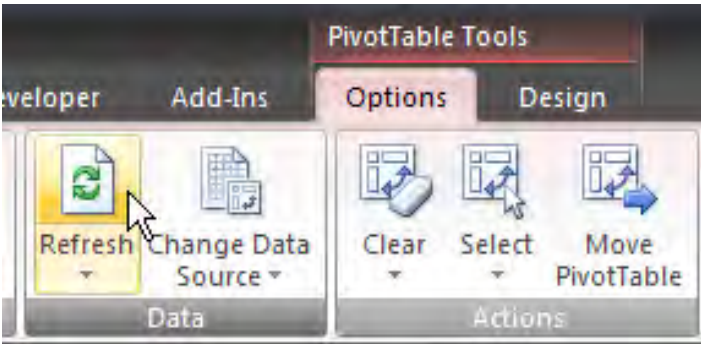 PivotTable Tools
eveloper Add-Ins Options Design
Refresh Change Data Source Clear Select Move PivotTable
Data Actions